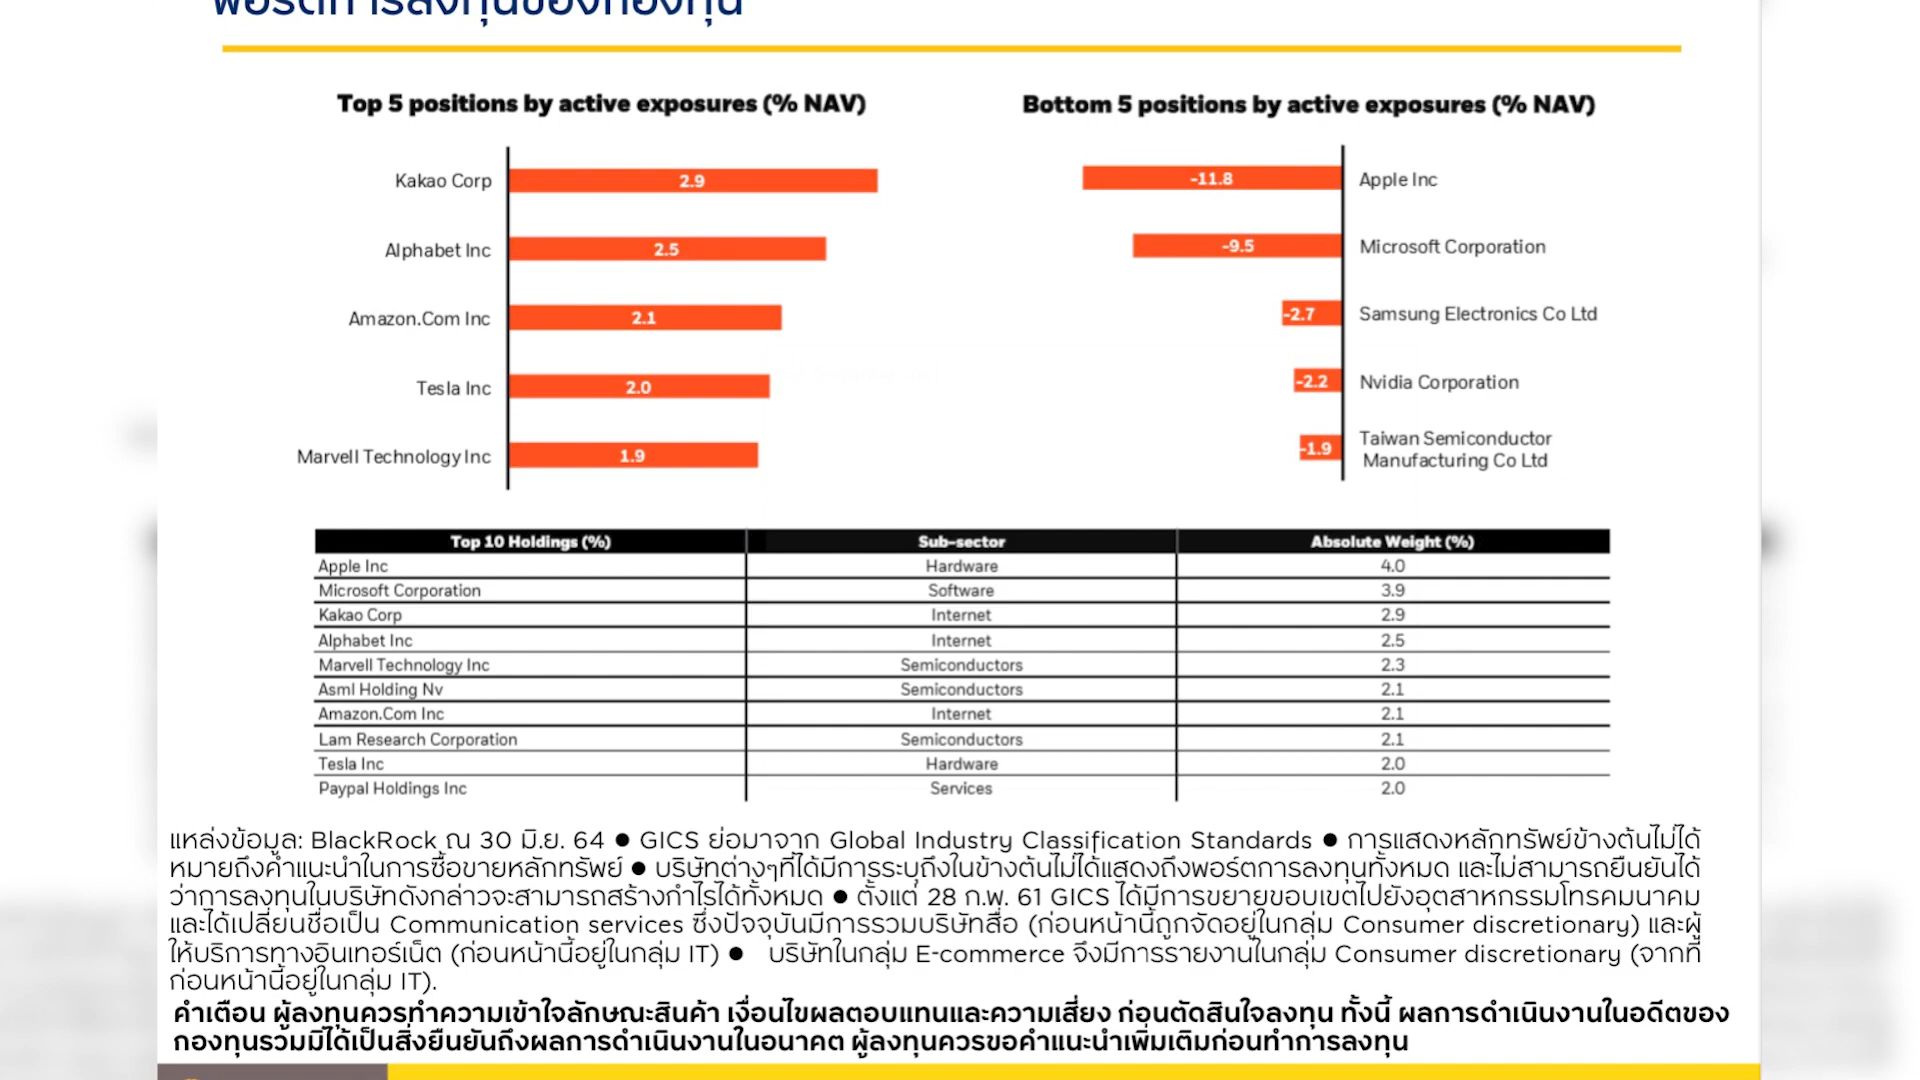 พอร์ตการลงทุนของกองทุน
Top 5 positions by active exposures (% NAV)
Kakao Corp 2.9
Alphabet Inc 2.5
Amazon.Com Inc 2.1
Tesla Inc 2.0
Marvell Technology Inc 1.9
Bottom 5 positions by active exposures (% NAV)
-11.8 Apple Inc
-9.5 Microsoft Corporation
-2.7 Samsung Electronics Co Ltd
-2.2 Nvidia Corporation
-1.9 Taiwan Semiconductor
Manufacturing Co Ltd
Top 10 Holdings (%) Sub-sector Absolute Weight (%)
Apple Inc Hardware 4.0
Microsoft Corporation Software 3.9
Kakao Corp Internet 2.9
Alphabet Inc Internet 2.5
Marvell Technology Inc Semiconductors 2.3
Asml Holding Nv Semiconductors 2.1
Amazon.Com Inc Internet 2.1
Lam Research Corporation Semiconductors 2.1
Tesla Inc Hardware 2.0
Paypal Holdings Inc Services 2.0
แหล่งข้อมูล: BlackRock ณ 30 มิ.ย. 64 ● GICS ย่อมาจาก Global Industry Classification Standards ● การแสดงหลักทรัพย์ข้างต้นไม่ได้
หมายถึงคำแนะนำในการซื้อขายหลักทรัพย์ ● บริษัทต่างๆที่ได้มีการระบุถึงในข้างต้นไม่ได้แสดงถึงพอร์ตการลงทุนทั้งหมด และไม่สามารถยืนยันได้
ว่าการลงทุนในบริษัทดังกล่าวจะสามารถสร้างกำไรได้ทั้งหมด ● ตั้งแต่ 28 ก.พ. 61 GICS ได้มีการขยายขอบเขตไปยังอุตสาหกรรมโทรคมนาคม
และได้เปลี่ยนชื่อเป็น Communication services ซึ่งปัจจุบันมีการรวมบริษัทสื่อ (ก่อนหน้านี้ถูกจัดอยู่ในกลุ่ม Consumer discretionary) และผู้
ให้บริการทางอินเทอร์เน็ต (ก่อนหน้านี้อยู่ในกลุ่ม IT) ● บริษัทในกลุ่ม E-commerce จึงมีการรายงานในกลุ่ม Consumer discretionary (จากที่
ก่อนหน้านี้อยู่ในกลุ่ม IT).
คำเตือน ผู้ลงทุนควรทำความเข้าใจลักษณะสินค้า เงื่อนไขผลตอบแทนและความเสี่ยง ก่อนตัดสินใจลงทุน ทั้งนี้ ผลการดำเนินงานในอดีตของ
กองทุนรวมมิได้เป็นสิ่งยืนยันถึงผลการดำเนินงานในอนาคต ผู้ลงทุนควรขอคำแนะนำเพิ่มเติมก่อนทำการลงทุน